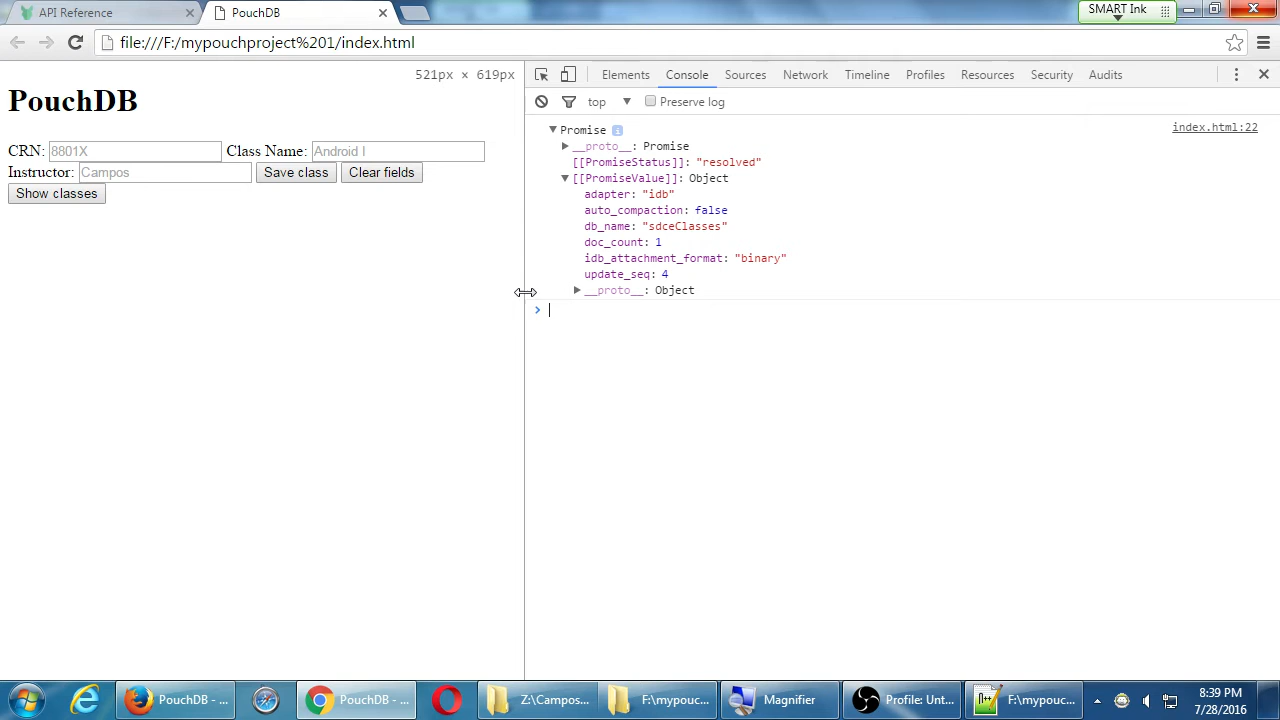 API Reference
PouchDB
SMART Ink
file:///F:/mypouchproject%201/index.html
521px x 619px
Elements Console Sources Network Timeline Profiles Resources Security Audits
top Preserve log
PouchDB
CRN: 8801X Class Name: Android I
Instructor: Campos Save class Clear fields
Show classes
Promise i index.html:22
__proto__: Promise
[[PromiseStatus]]: "resolved"
[[PromiseValue]]: Object
adapter: "idb"
auto_compaction: false
db_name: "sdceClasses"
doc_count: 1
idb_attachment_format: "binary"
update_seq: 4
__proto__: Object
PouchDB - ... PouchDB - ... Z:\Campos... F:\mypouc... Magnifier Profile: Unt... F:\mypouc...
8:39 PM
7/28/2016